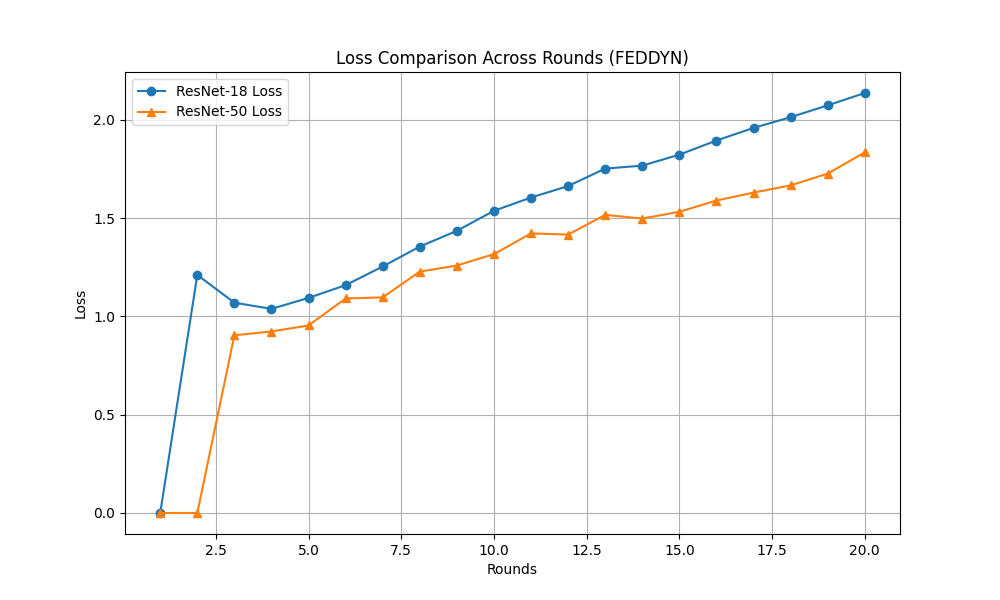 Loss Comparison Across Rounds (FEDDYN)
ResNet-18 Loss
ResNet-50 Loss
Loss
2.0
1.5
1.0
0.5
0.0
2.5 5.0 7.5 10.0 12.5 15.0 17.5 20.0
Rounds